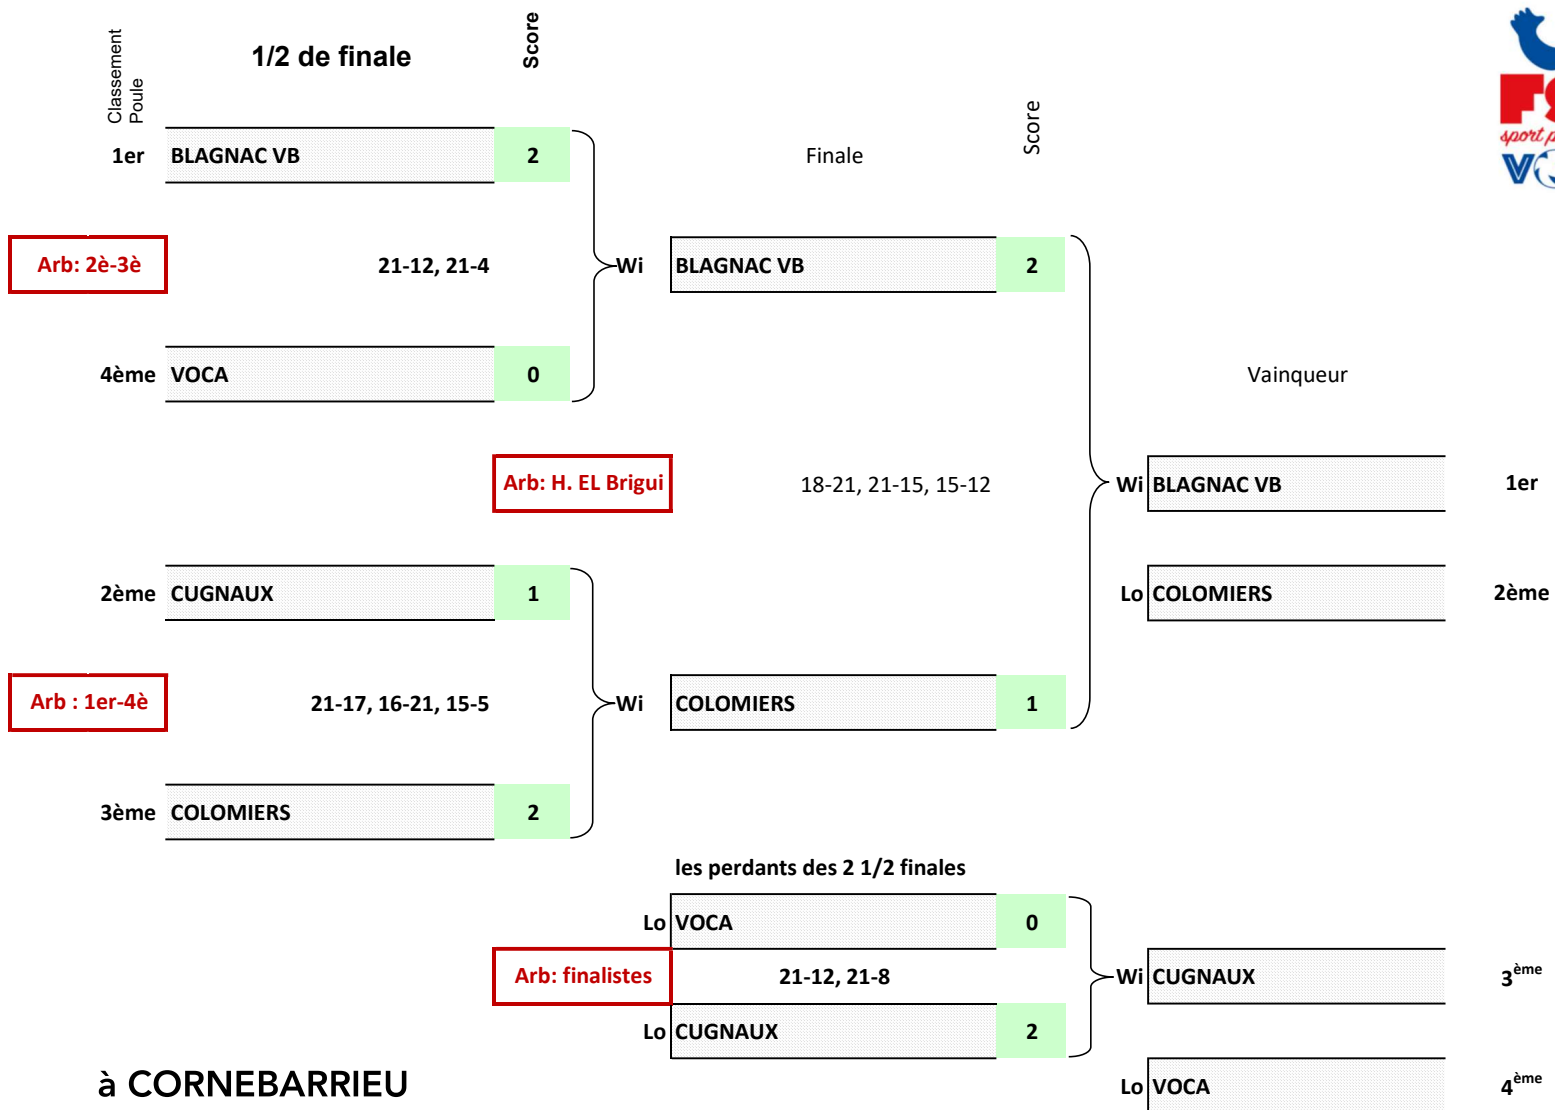 Classement
Poule
1/2 de finale
Score
1er BLAGNAC VB 2
Finale
Score
sport p
Arb: 2è-3è
21-12, 21-4
Wi BLAGNAC VB 2
4ème VOCA 0
Vainqueur
Arb: H. EL Brigui
18-21, 21-15, 15-12
Wi BLAGNAC VB 1er
2ème CUGNAUX 1
Lo COLOMIERS 2ème
Arb : 1er-4è
21-17, 16-21, 15-5
Wi COLOMIERS 1
3ème COLOMIERS 2
les perdants des 2 1/2 finales
Lo VOCA 0
Arb: finalistes
21-12, 21-8
Wi CUGNAUX 3ème
Lo CUGNAUX 2
à CORNEBARRIEU
Lo VOCA 4ème